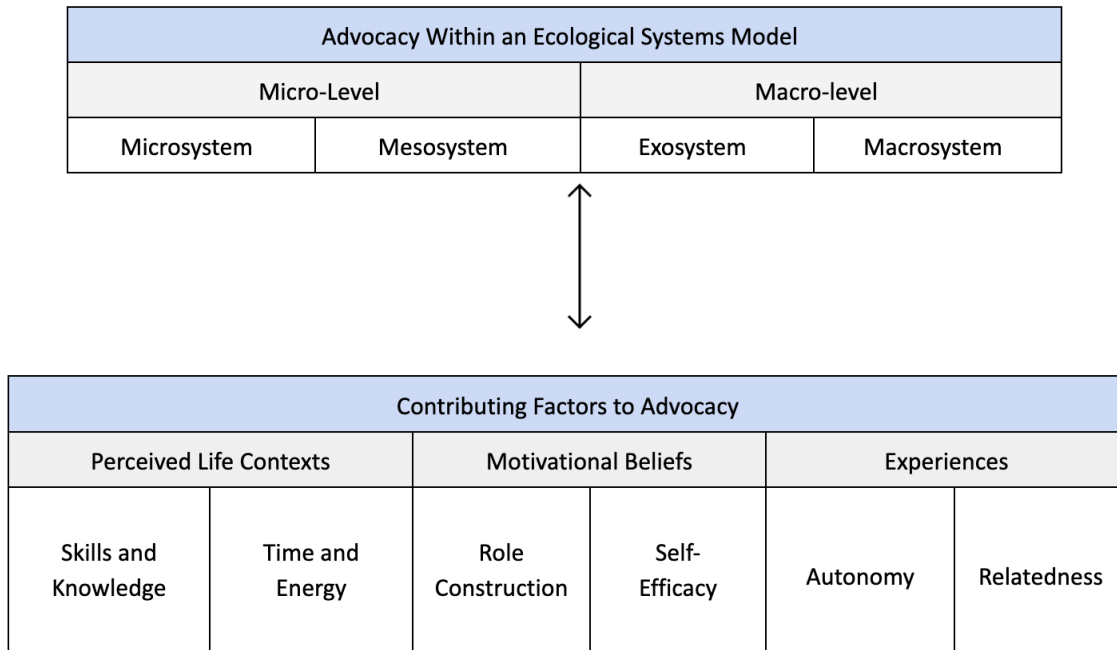 Advocacy Within an Ecological Systems Model
Micro-Level
Macro-level
Microsystem
Mesosystem
Exosystem
Macrosystem
Contributing Factors to Advocacy
Perceived Life Contexts
Motivational Beliefs
Experiences
Skills and
Knowledge
Time and
Energy
Role
Construction
Self-
Efficacy
Autonomy
Relatedness